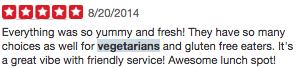 8/20/2014
Everything was so yummy and fresh! They have so many
choices as well for vegetarians and gluten free eaters. It's
a great vibe with friendly service! Awesome lunch spot!